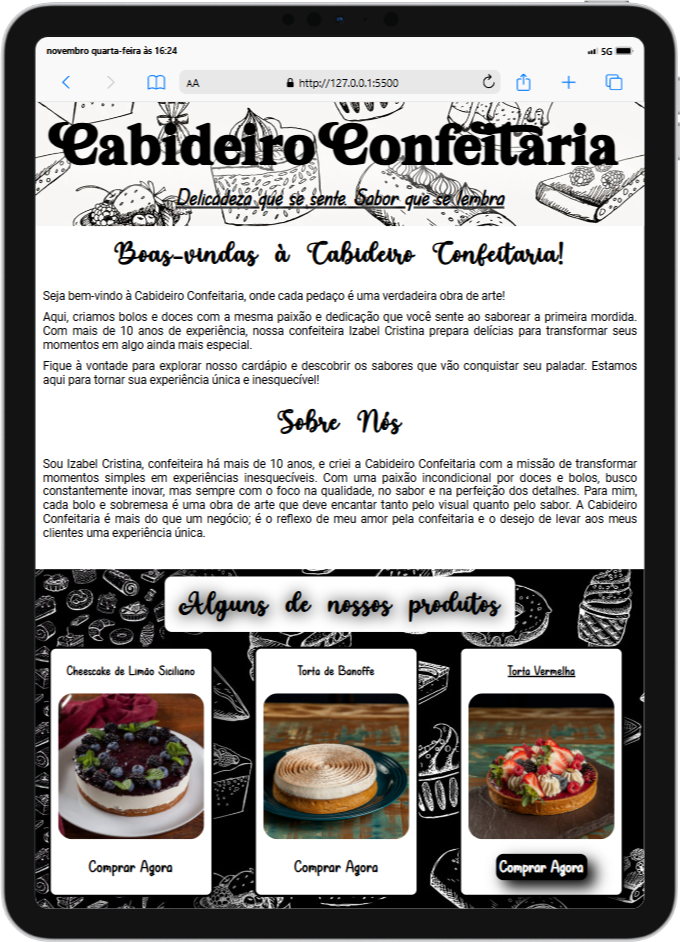 novembro quarta-feira às 16:24
5G
AA
http://127.0.0.1:5500
Cabideiro Confeitaria
Delicadeza que se sente. Sabor que se lembra
Boas-vindas à Cabideiro Confeitaria!
Seja bem-vindo à Cabideiro Confeitaria, onde cada pedaço é uma verdadeira obra de arte!
Aqui, criamos bolos e doces com a mesma paixão e dedicação que você sente ao saborear a primeira mordida.
Com mais de 10 anos de experiência, nossa confeiteira Izabel Cristina prepara delícias para transformar seus
momentos em algo ainda mais especial.
Fique à vontade para explorar nosso cardápio e descobrir os sabores que vão conquistar seu paladar. Estamos
aqui para tornar sua experiência única e inesquecível!
Sobre Nós
Sou Izabel Cristina, confeiteira há mais de 10 anos, e criei a Cabideiro Confeitaria com a missão de transformar
momentos simples em experiências inesquecíveis. Com uma paixão incondicional por doces e bolos, busco
constantemente inovar, mas sempre com o foco na qualidade, no sabor e na perfeição dos detalhes. Para mim,
cada bolo e sobremesa é uma obra de arte que deve encantar tanto pelo visual quanto pelo sabor. A Cabideiro
Confeitaria é mais do que um negócio; é o reflexo de meu amor pela confeitaria e o desejo de levar aos meus
clientes uma experiência única.
Alguns de nossos produtos
Cheescake de Limão Siciliano
Torta de Banoffe
Torta Vermelha
Comprar Agora
Comprar Agora
Comprar Agora